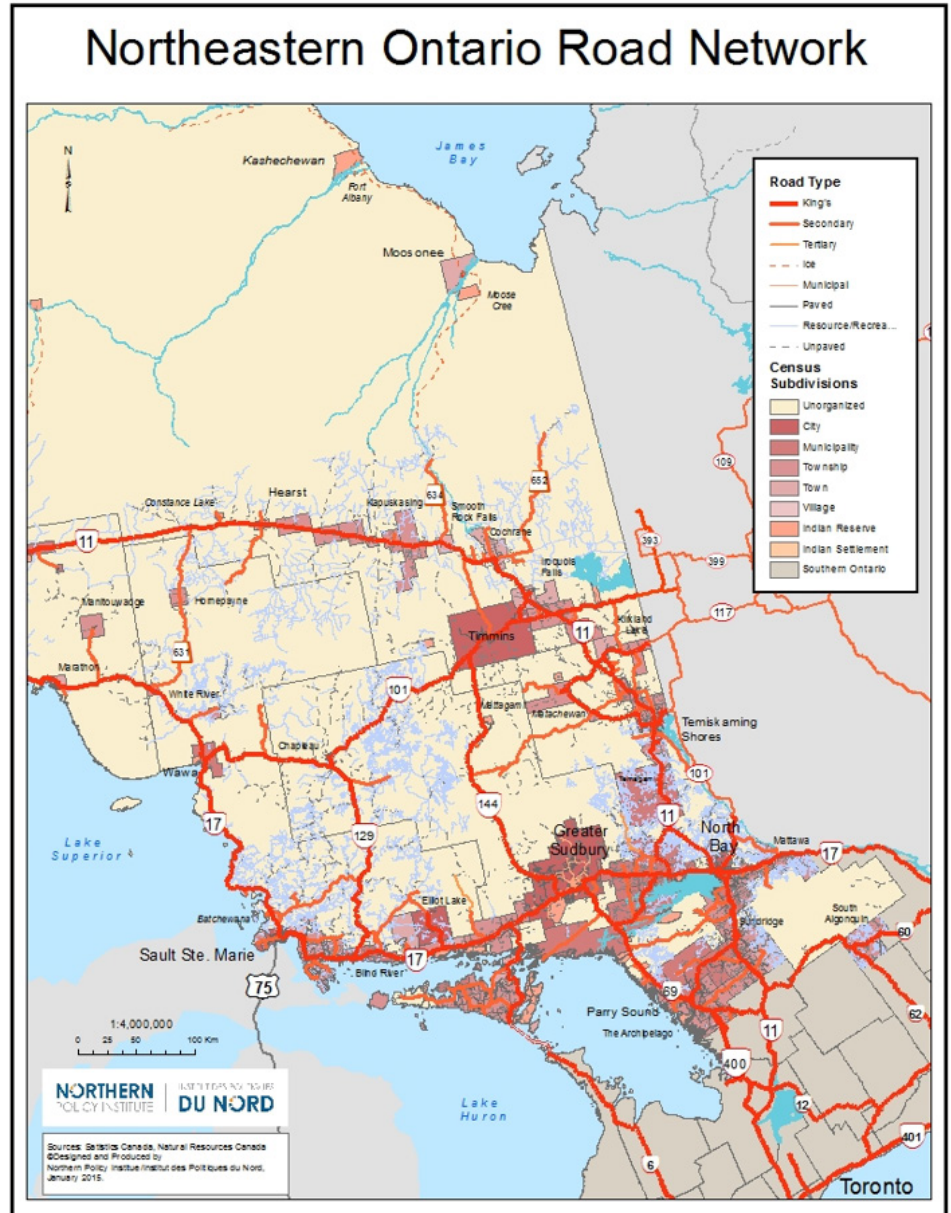 Northeastern Ontario Road Network
N
S
James
Bay
Kashechewan
Fort
Albany
Moosonee
Moose
Cree
Road Type
King's
Secondary
Tertiary
Ice
Municipal
Paved
Resource/Recrea...
Unpaved
Census
Subdivisions
Unorganized
City
Municipality
Township
Town
Village
Indian Reserve
Indian Settlement
Southern Ontario
109
Constance Lake
Hearst
Kapuskasing
634
652
Smooth
Rock Falls
Cochrane
11
393
399
Iroquois
Falls
Manitouwadge
Hornepayne
117
Timmins
11
Kirkland
Lake
631
Marathon
White River
101
Mattagami
Matachewan
Temiskaming
Shores
Chapleau
Wawa
101
Temagami
17
144
11
129
Greater
Sudbury
North
Bay
Mattawa
17
Lake
Superior
Elliot Lake
Batchewana
Sundridge
South
Algonquin
60
Sault Ste. Marie
17
Blind River
75
69
62
Parry Sound
The Archipelago
11
1:4,000,000
0 25 50 100 Km
400
12
NORTHERN
POLICY INSTITUTE
INSTITUT DES POLITIQUES
DU NORD
Lake
Huron
401
6
Sources: Statistics Canada, Natural Resources Canada
©Designed and Produced by
Northern Policy Institue/Institut des Politiques du Nord,
January 2015.
Toronto